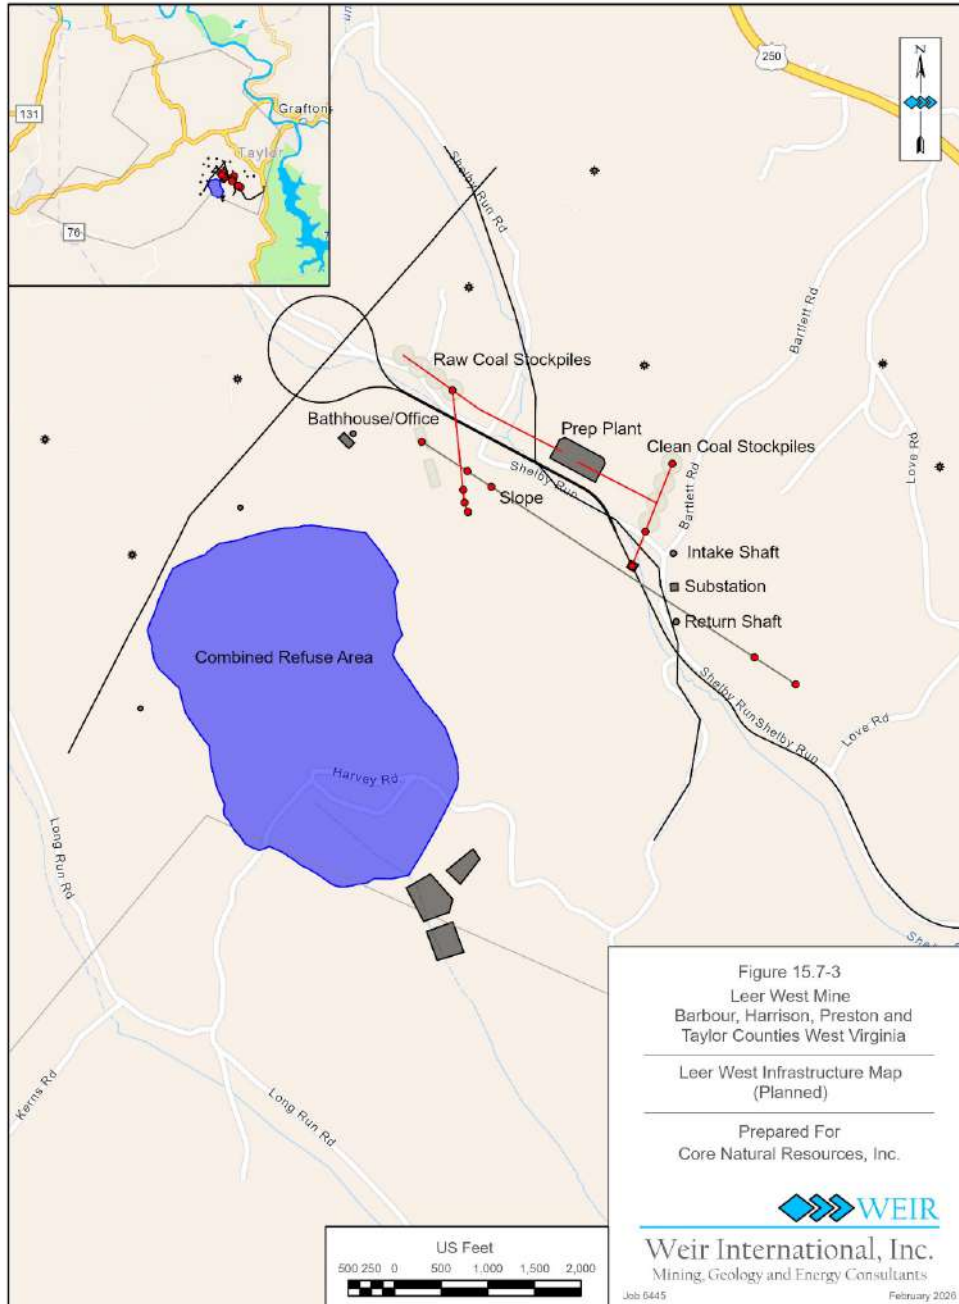 250
N
131
Grafton
Taylor
76
Shelby Run Rd
Bartlett Rd
Raw Coal Stockpiles
Bathhouse/Office
Prep Plant
Clean Coal Stockpiles
Love Rd
Shelby Run
Slope
Bartlett Rd
Intake Shaft
Substation
Return Shaft
Combined Refuse Area
Shelby Run
Shelby Run
Love Rd
Harvey Rd
Long Run Rd
Kerns Rd
Long Run Rd
Figure 15.7-3
Leer West Mine
Barbour, Harrison, Preston and
Taylor Counties West Virginia
Leer West Infrastructure Map
(Planned)
Prepared For
Core Natural Resources, Inc.
WEIR
Weir International, Inc.
Mining, Geology and Energy Consultants
Job 6445
February 2026
US Feet
500 250 0 500 1,000 1,500 2,000